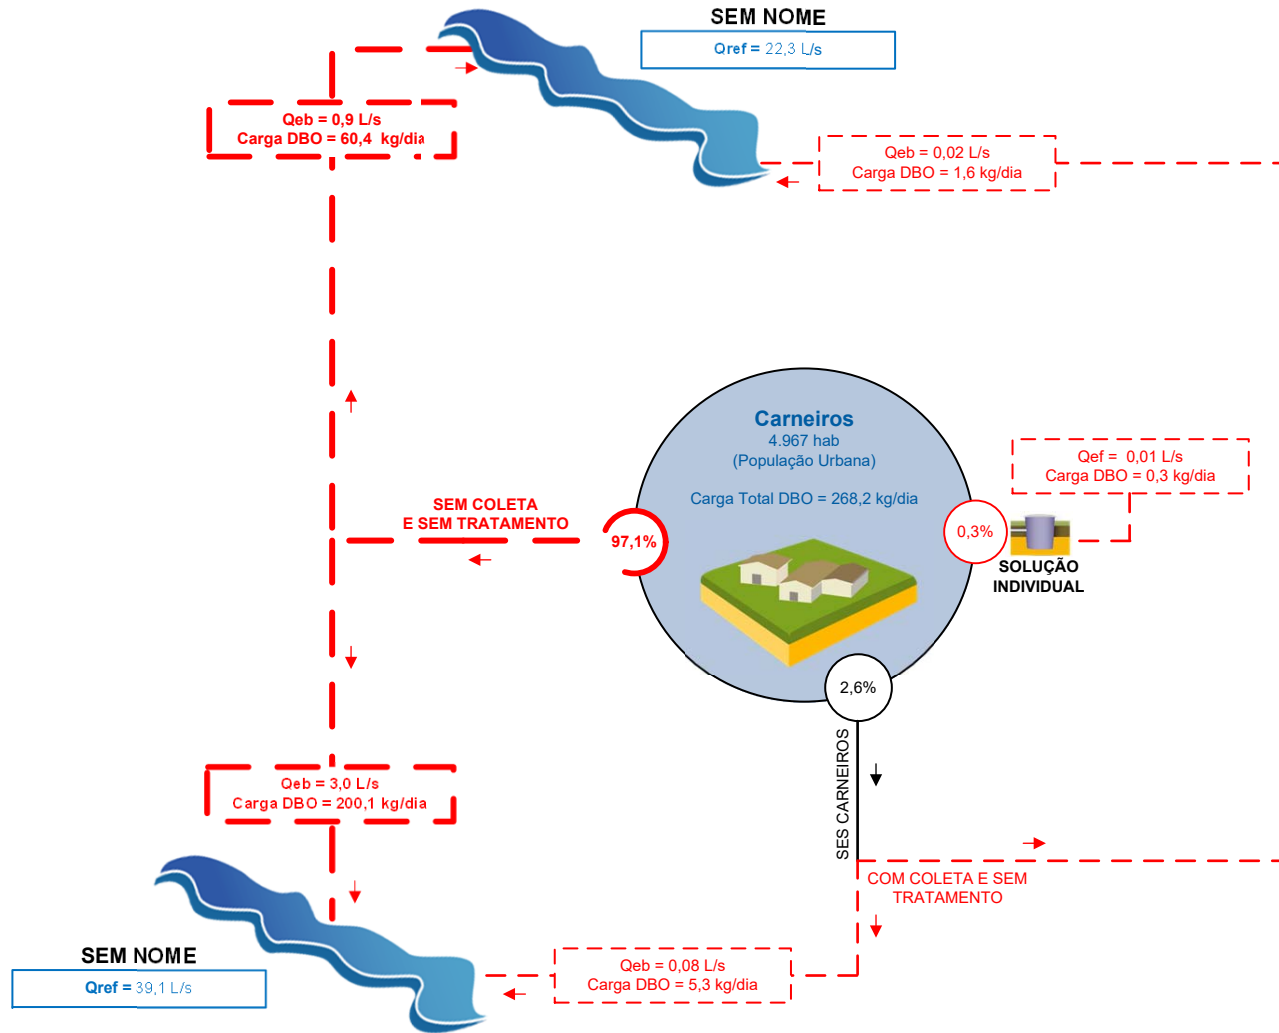 SEM NOME
Qref = 22,3 L/s
Qeb = 0,9 L/s
Carga DBO = 60,4 kg/dia
Qeb = 0,02 L/s
Carga DBO = 1,6 kg/dia
Carneiros
4.967 hab
(População Urbana)
Carga Total DBO = 268,2 kg/dia
Qef = 0,01 L/s
Carga DBO = 0,3 kg/dia
SEM COLETA
E SEM TRATAMENTO
97,1%
0,3%
SOLUÇÃO
INDIVIDUAL
2,6%
SES CARNEIROS
Qeb = 3,0 L/s
Carga DBO = 200,1 kg/dia
COM COLETA E SEM
TRATAMENTO
SEM NOME
Qref = 39,1 L/s
Qeb = 0,08 L/s
Carga DBO = 5,3 kg/dia